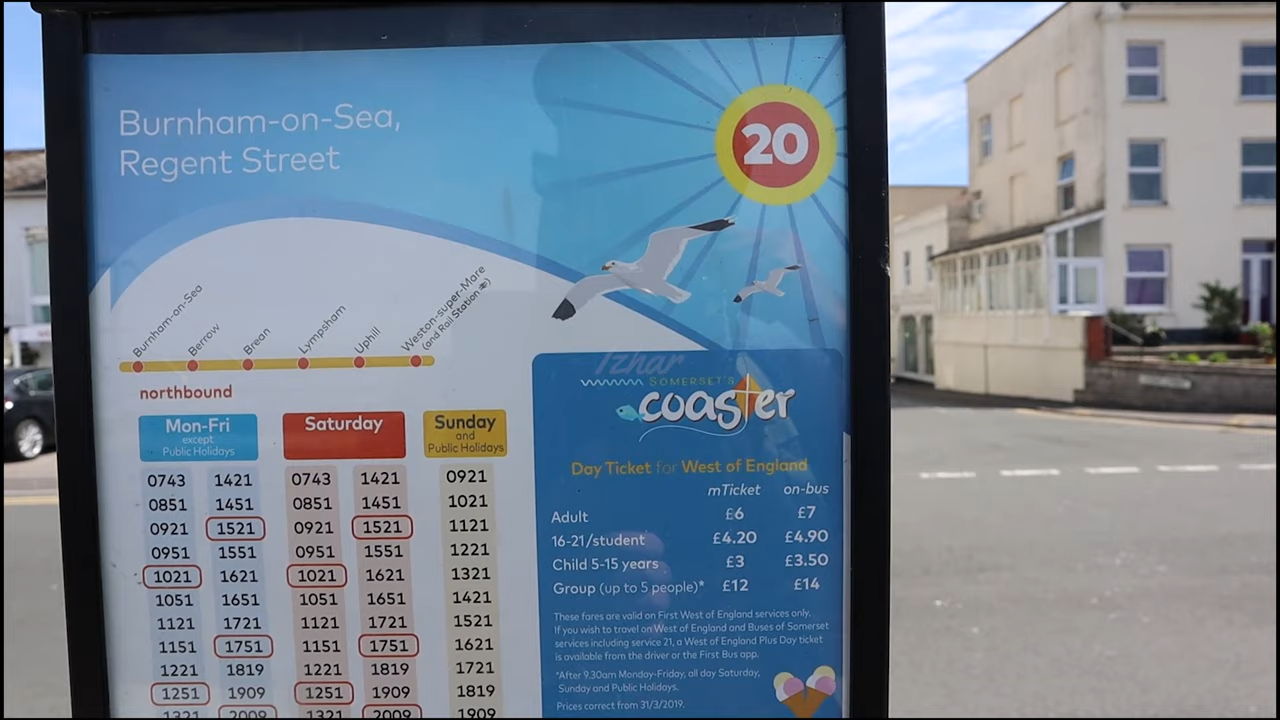 Burnham-on-Sea,
Regent Street
20
Burnham-on-Sea
Berrow
Brean
Lympsham
Uphill
Weston-super-Mare
(and Rail Station)
northbound
Mon-Fri
except
Public Holidays
Saturday
Sunday
and
Public Holidays
0743 1421 0743 1421 0921
0851 1451 0851 1451 1021
0921 1521 0921 1521 1121
0951 1551 0951 1551 1221
1021 1621 1021 1621 1321
1051 1651 1051 1651 1421
1121 1721 1121 1721 1521
1151 1751 1151 1751 1621
1221 1819 1221 1819 1721
1251 1909 1251 1909 1819
1321 2009 1321 2009 1909
Izhar
SOMERSET'S
coaster
Day Ticket for West of England
mTicket on-bus
Adult £6 £7
16-21/student £4.20 £4.90
Child 5-15 years £3 £3.50
Group (up to 5 people)* £12 £14
These fares are valid on First West of England services only.
If you wish to travel on West of England and Buses of Somerset
services including service 21, a West of England Plus Day ticket
is available from the driver or the First Bus app.
*After 9.30am Monday-Friday, all day Saturday,
Sunday and Public Holidays.
Prices correct from 31/3/2019.